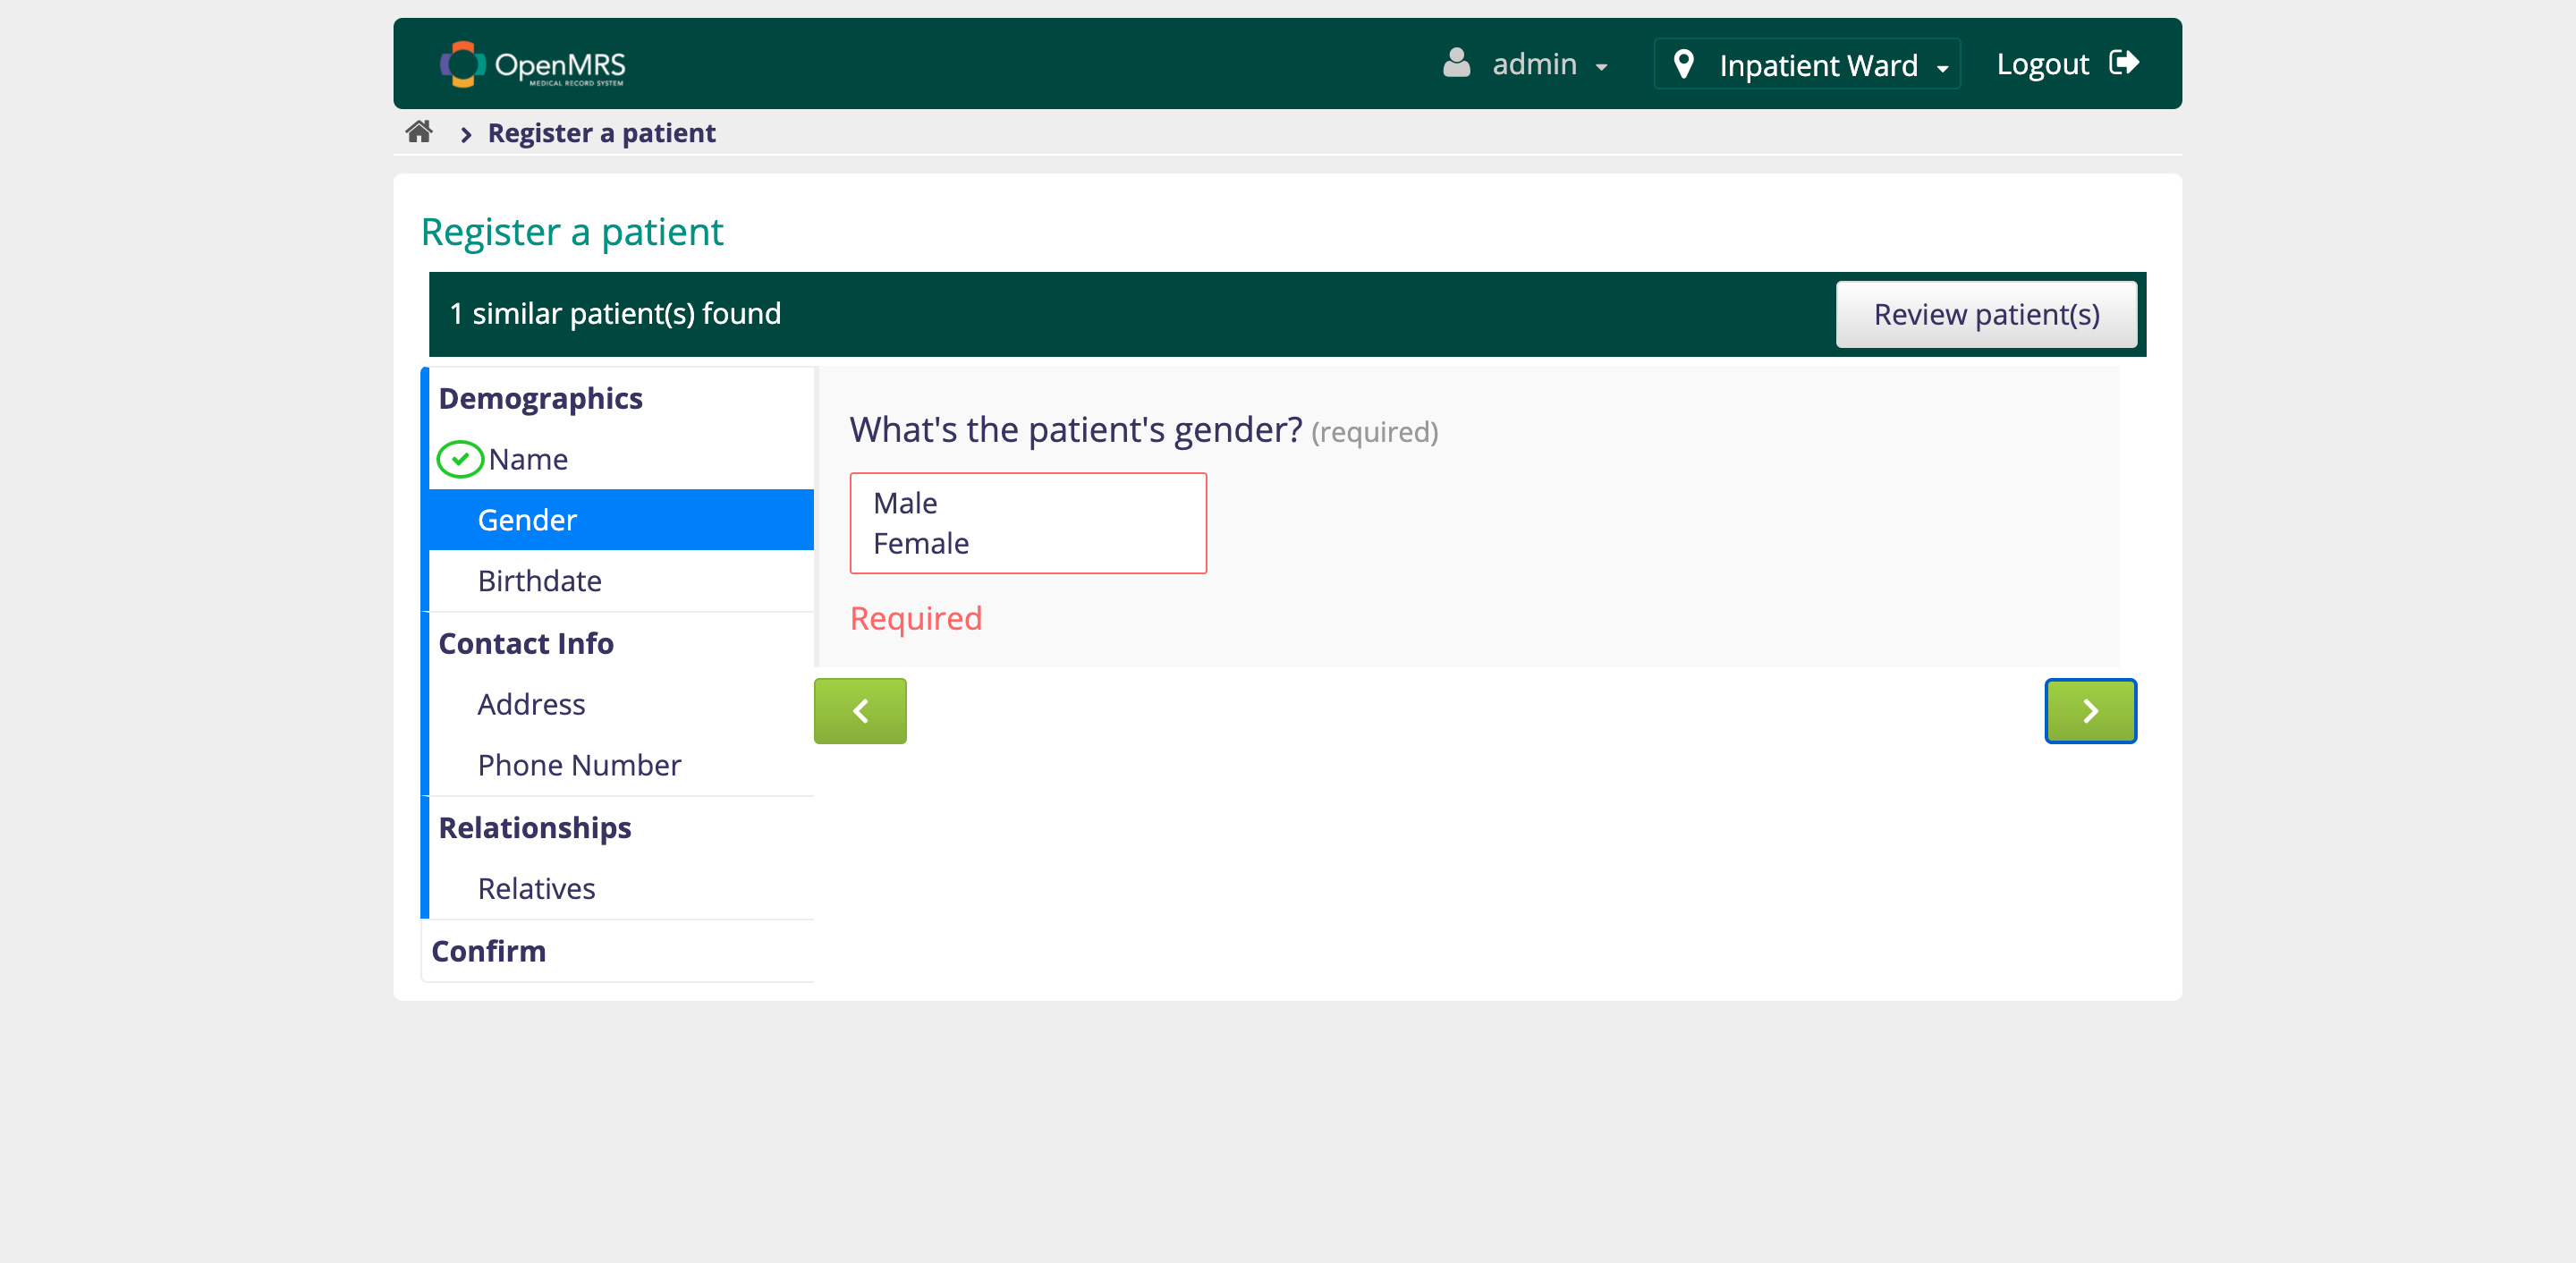 OpenMRS
MEDICAL RECORD SYSTEM
admin
Inpatient Ward
Logout
Register a patient
Register a patient
1 similar patient(s) found
Review patient(s)
Demographics
Name
Gender
Birthdate
Contact Info
Address
Phone Number
Relationships
Relatives
Confirm
What's the patient's gender? (required)
Male
Female
Required